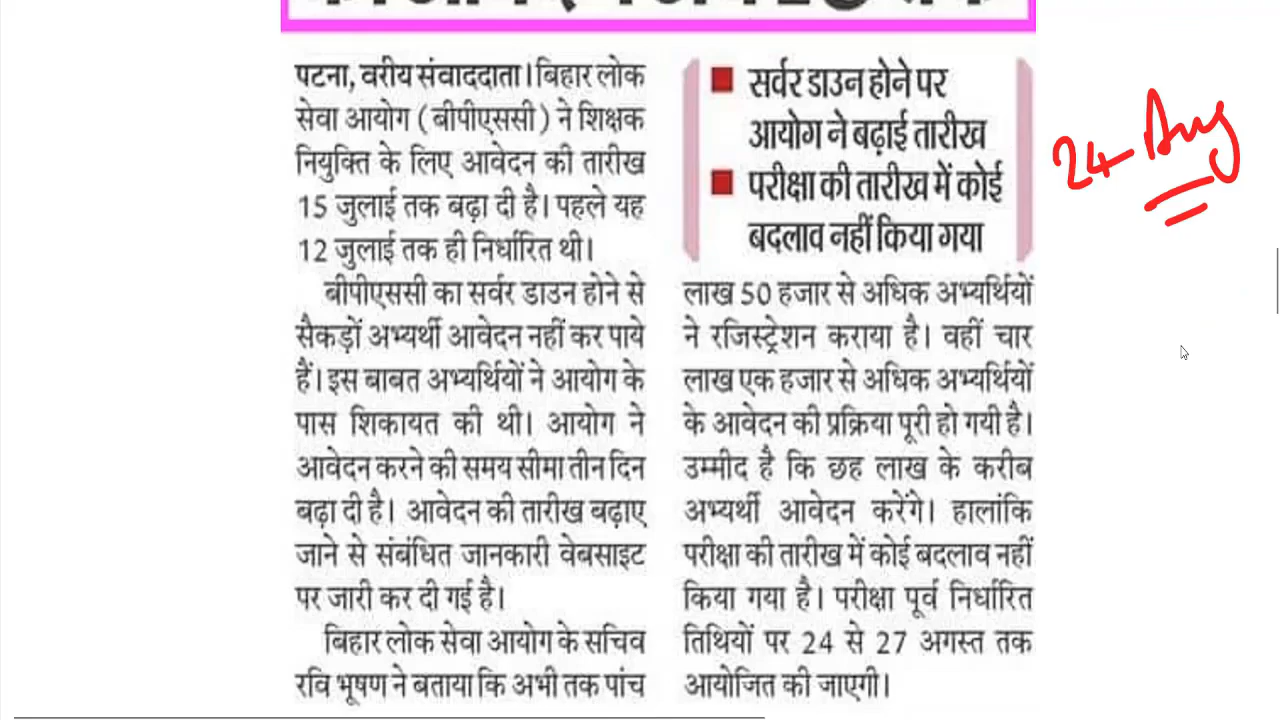 पटना, वरीय संवाददाता। बिहार लोक
सेवा आयोग (बीपीएससी) ने शिक्षक
नियुक्ति के लिए आवेदन की तारीख
15 जुलाई तक बढ़ा दी है। पहले यह
12 जुलाई तक ही निर्धारित थी।
बीपीएससी का सर्वर डाउन होने से
सैकड़ों अभ्यर्थी आवेदन नहीं कर पाये
हैं। इस बाबत अभ्यर्थियों ने आयोग के
पास शिकायत की थी। आयोग ने
आवेदन करने की समय सीमा तीन दिन
बढ़ा दी है। आवेदन की तारीख बढ़ाए
जाने से संबंधित जानकारी वेबसाइट
पर जारी कर दी गई है।
बिहार लोक सेवा आयोग के सचिव
रवि भूषण ने बताया कि अभी तक पांच
सर्वर डाउन होने पर
आयोग ने बढ़ाई तारीख
परीक्षा की तारीख में कोई
बदलाव नहीं किया गया
लाख 50 हजार से अधिक अभ्यर्थियों
ने रजिस्ट्रेशन कराया है। वहीं चार
लाख एक हजार से अधिक अभ्यर्थियों
के आवेदन की प्रक्रिया पूरी हो गयी है।
उम्मीद है कि छह लाख के करीब
अभ्यर्थी आवेदन करेंगे। हालांकि
परीक्षा की तारीख में कोई बदलाव नहीं
किया गया है। परीक्षा पूर्व निर्धारित
तिथियों पर 24 से 27 अगस्त तक
आयोजित की जाएगी।
24 Aug